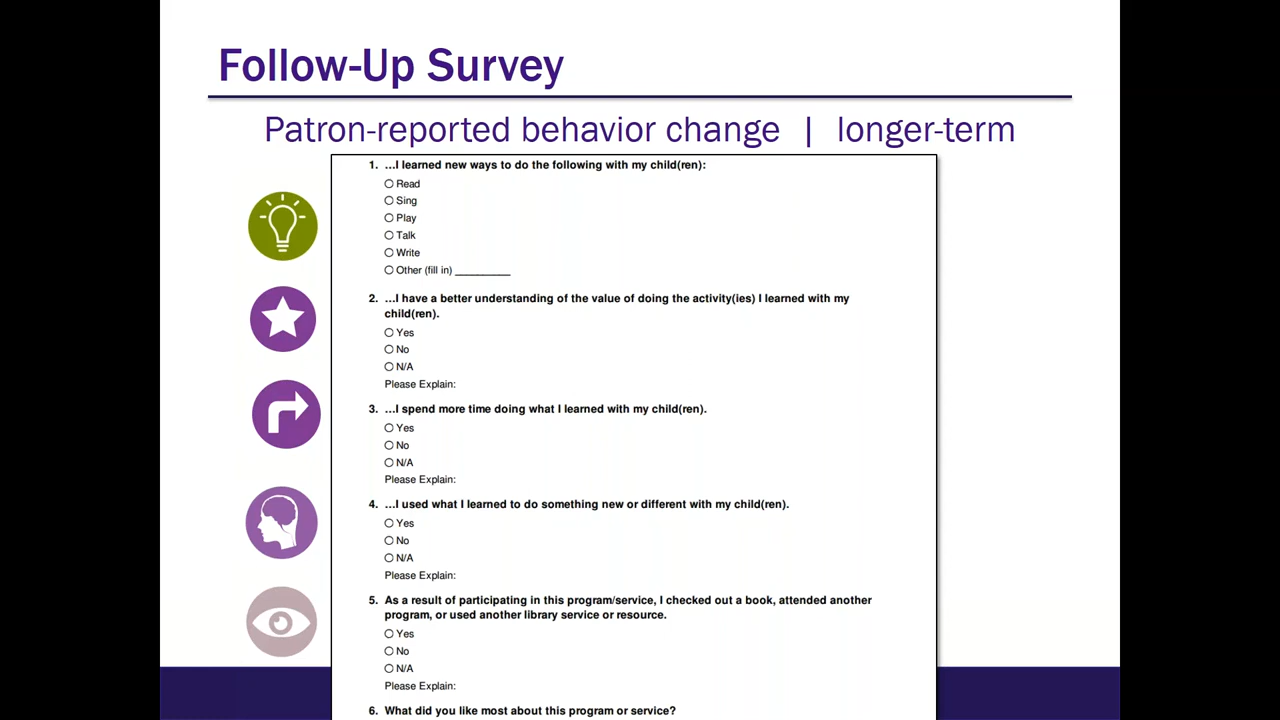 Follow-Up Survey
Patron-reported behavior change | longer-term
1. ...I learned new ways to do the following with my child(ren):
Read
Sing
Play
Talk
Write
Other (fill in) _________
2. ...I have a better understanding of the value of doing the activity(ies) I learned with my
child(ren).
Yes
No
N/A
Please Explain:
3. ...I spend more time doing what I learned with my child(ren).
Yes
No
N/A
Please Explain:
4. ...I used what I learned to do something new or different with my child(ren).
Yes
No
N/A
Please Explain:
5. As a result of participating in this program/service, I checked out a book, attended another
program, or used another library service or resource.
Yes
No
N/A
Please Explain:
6. What did you like most about this program or service?